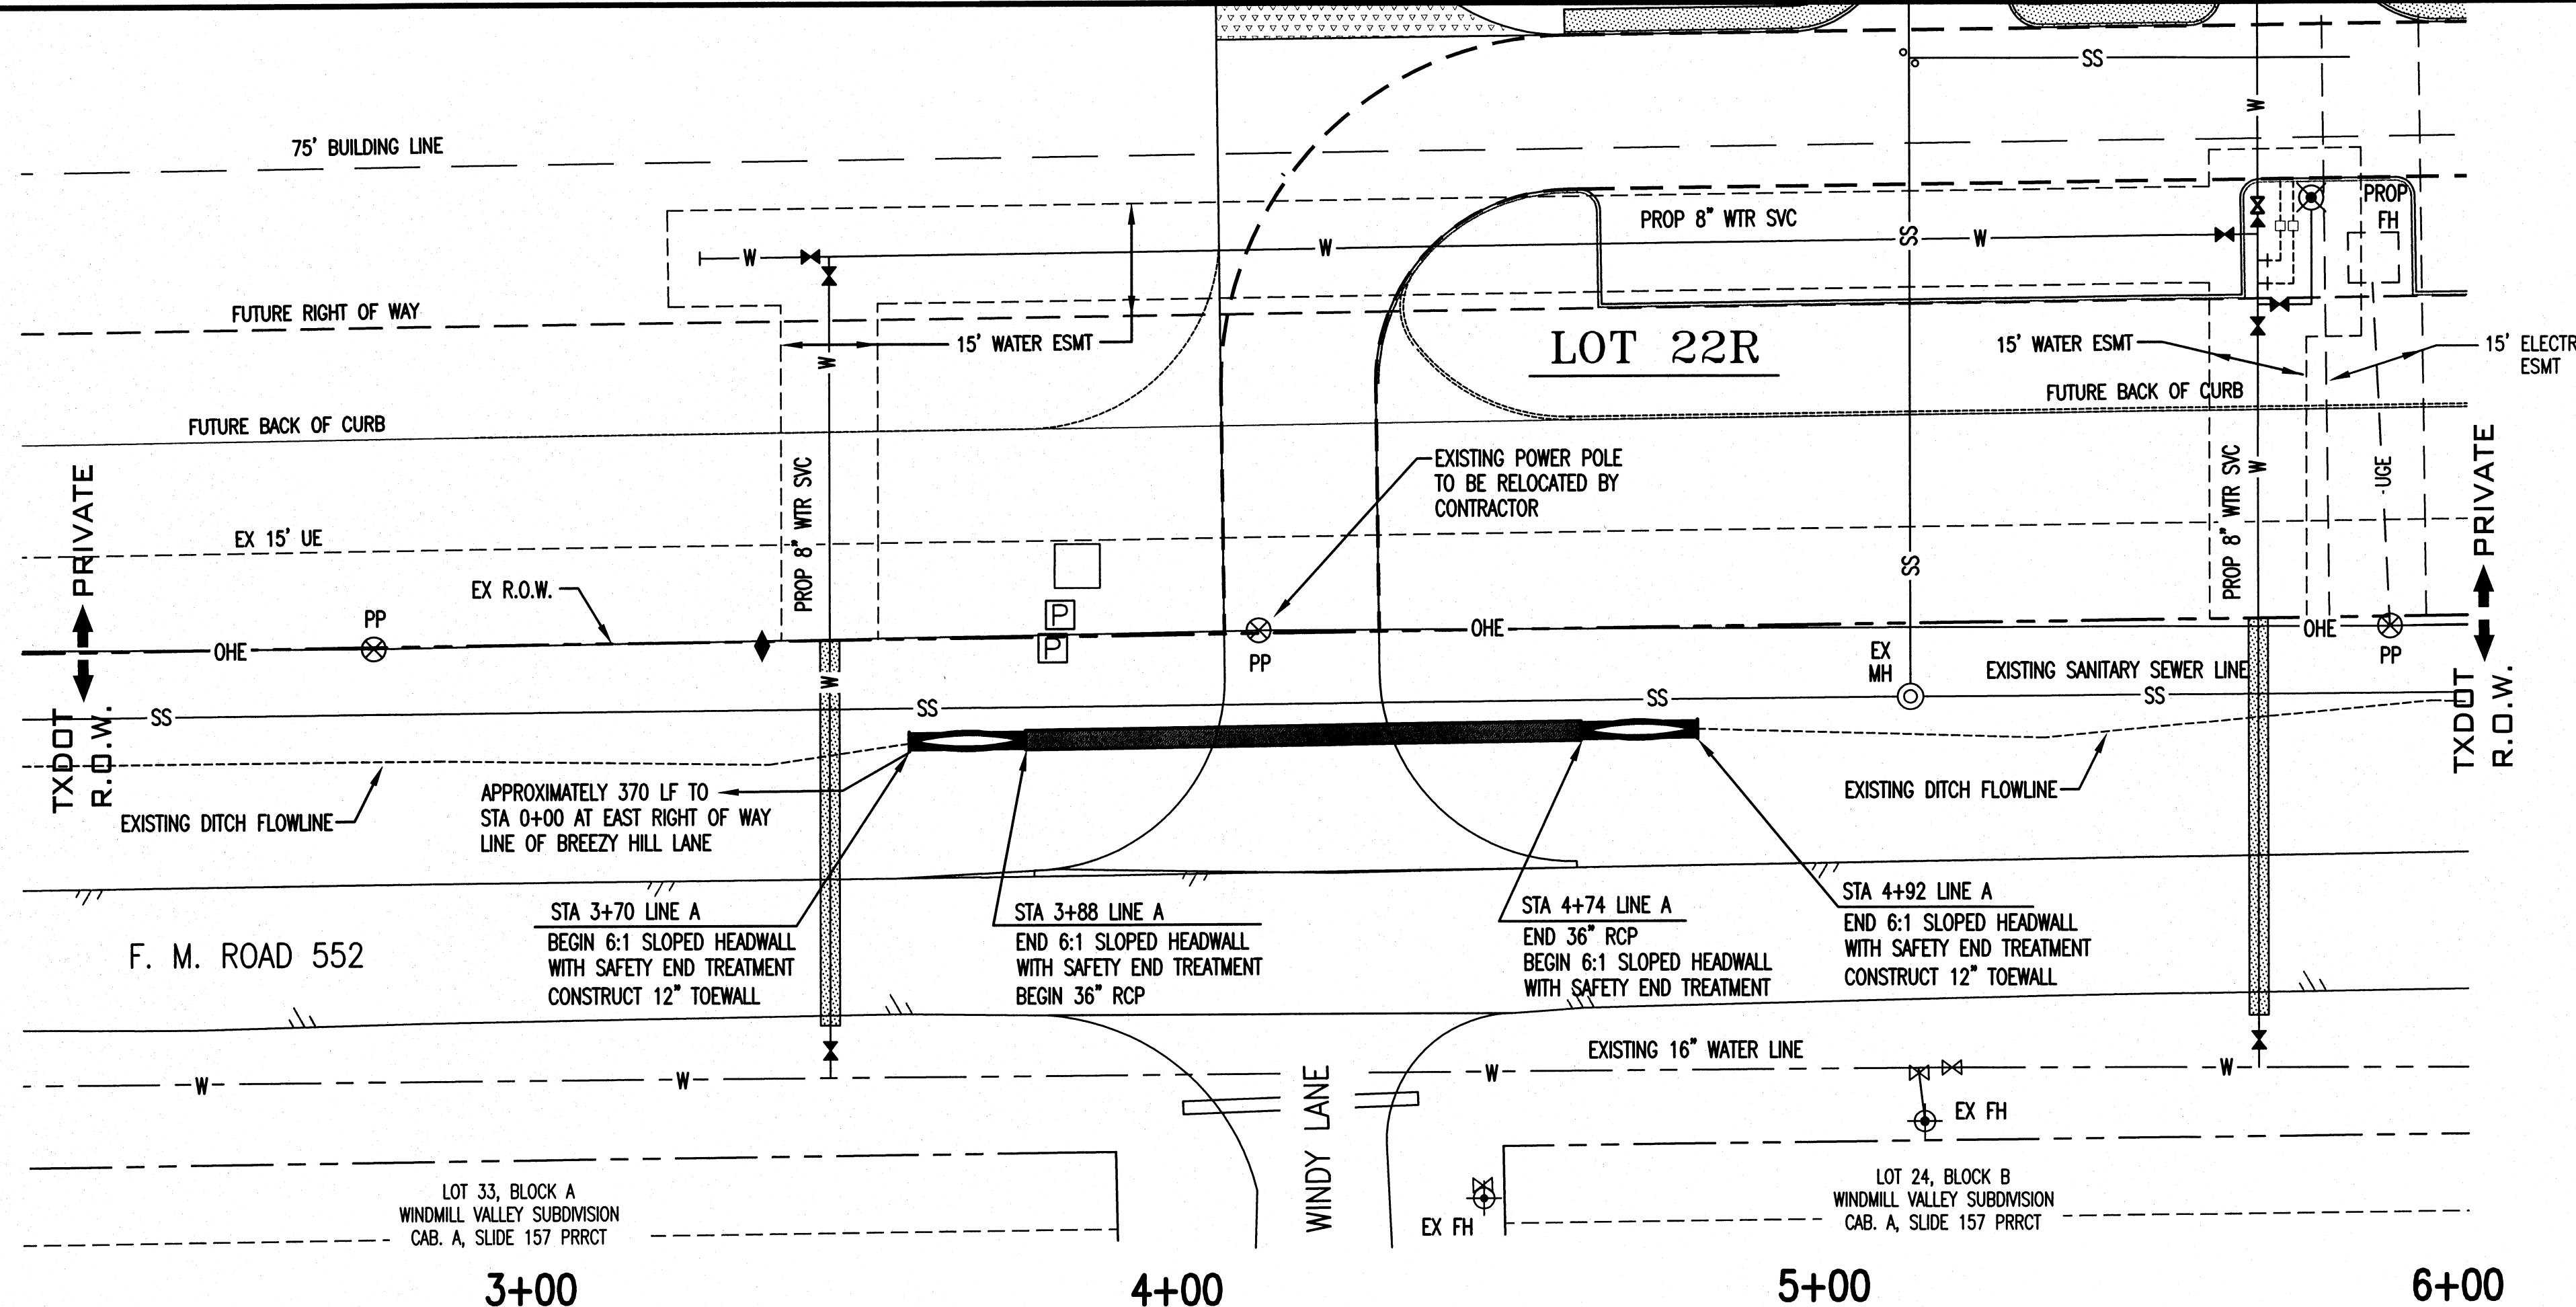 SS
W
75' BUILDING LINE
PROP
FH
PROP 8" WTR SVC
SS
W
W
W
FUTURE RIGHT OF WAY
15' WATER ESMT
W
LOT 22R
15' WATER ESMT
15' ELECTR
ESMT
FUTURE BACK OF CURB
FUTURE BACK OF CURB
PRIVATE
PROP 8" WTR SVC
EXISTING POWER POLE
TO BE RELOCATED BY
CONTRACTOR
PROP 8" WTR SVC
W
UGE
PRIVATE
EX 15' UE
SS
EX R.O.W.
PP
P
P
OHE
PP
OHE
EX
MH
OHE
PP
EXISTING SANITARY SEWER LINE
W
SS
SS
SS
SS
TXDOT
R.O.W.
TXDOT
R.O.W.
EXISTING DITCH FLOWLINE
APPROXIMATELY 370 LF TO
STA 0+00 AT EAST RIGHT OF WAY
LINE OF BREEZY HILL LANE
EXISTING DITCH FLOWLINE
F. M. ROAD 552
STA 3+70 LINE A
BEGIN 6:1 SLOPED HEADWALL
WITH SAFETY END TREATMENT
CONSTRUCT 12" TOEWALL
STA 3+88 LINE A
END 6:1 SLOPED HEADWALL
WITH SAFETY END TREATMENT
BEGIN 36" RCP
STA 4+74 LINE A
END 36" RCP
BEGIN 6:1 SLOPED HEADWALL
WITH SAFETY END TREATMENT
STA 4+92 LINE A
END 6:1 SLOPED HEADWALL
WITH SAFETY END TREATMENT
CONSTRUCT 12" TOEWALL
EXISTING 16" WATER LINE
W
W
W
W
WINDY LANE
EX FH
EX FH
LOT 33, BLOCK A
WINDMILL VALLEY SUBDIVISION
CAB. A, SLIDE 157 PRRCT
LOT 24, BLOCK B
WINDMILL VALLEY SUBDIVISION
CAB. A, SLIDE 157 PRRCT
3+00
4+00
5+00
6+00